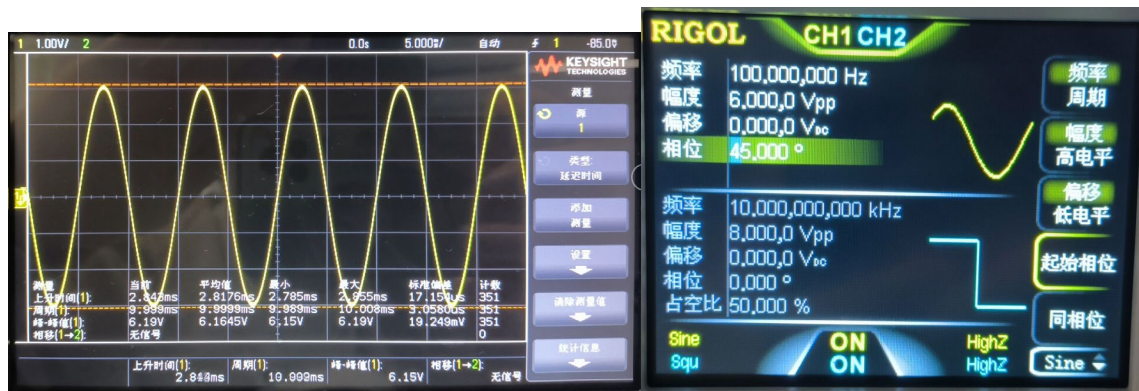 1 1.00V/ 2 0.0s 5.000⅏/ 自动 1 -85.0⅏
KEYSIGHT
TECHNOLOGIES
测量
源
1
类型:
延迟时间
添加
测量
设置
清除测量值
统计信息
测量 当前 平均值 最小 最大 标准偏差 计数
上升时间(1): 2.843ms 2.8176ms 2.785ms 2.855ms 17.154us 351
周期(1): 9.999ms 9.9999ms 9.989ms 10.008ms 3.0580us 351
峰-峰值(1): 6.19V 6.1645V 6.15V 6.19V 19.249mV 351
相移(1→2): 无信号 0
上升时间(1): 周期(1): 峰-峰值(1): 相移(1→2):
10.000ms 6.15V 无信号
RIGOL CH1 CH2
频率 100,000,000 Hz
幅度 6.000,0 Vpp
偏移 0.000,0 VDC
相位 45.000 °
频率 10.000,000,000 kHz
幅度 8.000,0 Vpp
偏移 0.000,0 VDC
相位 0.000 °
占空比 50.000 %
频率
周期
幅度
高电平
偏移
低电平
起始相位
同相位
Sine ON HighZ
Squ ON HighZ
Sine